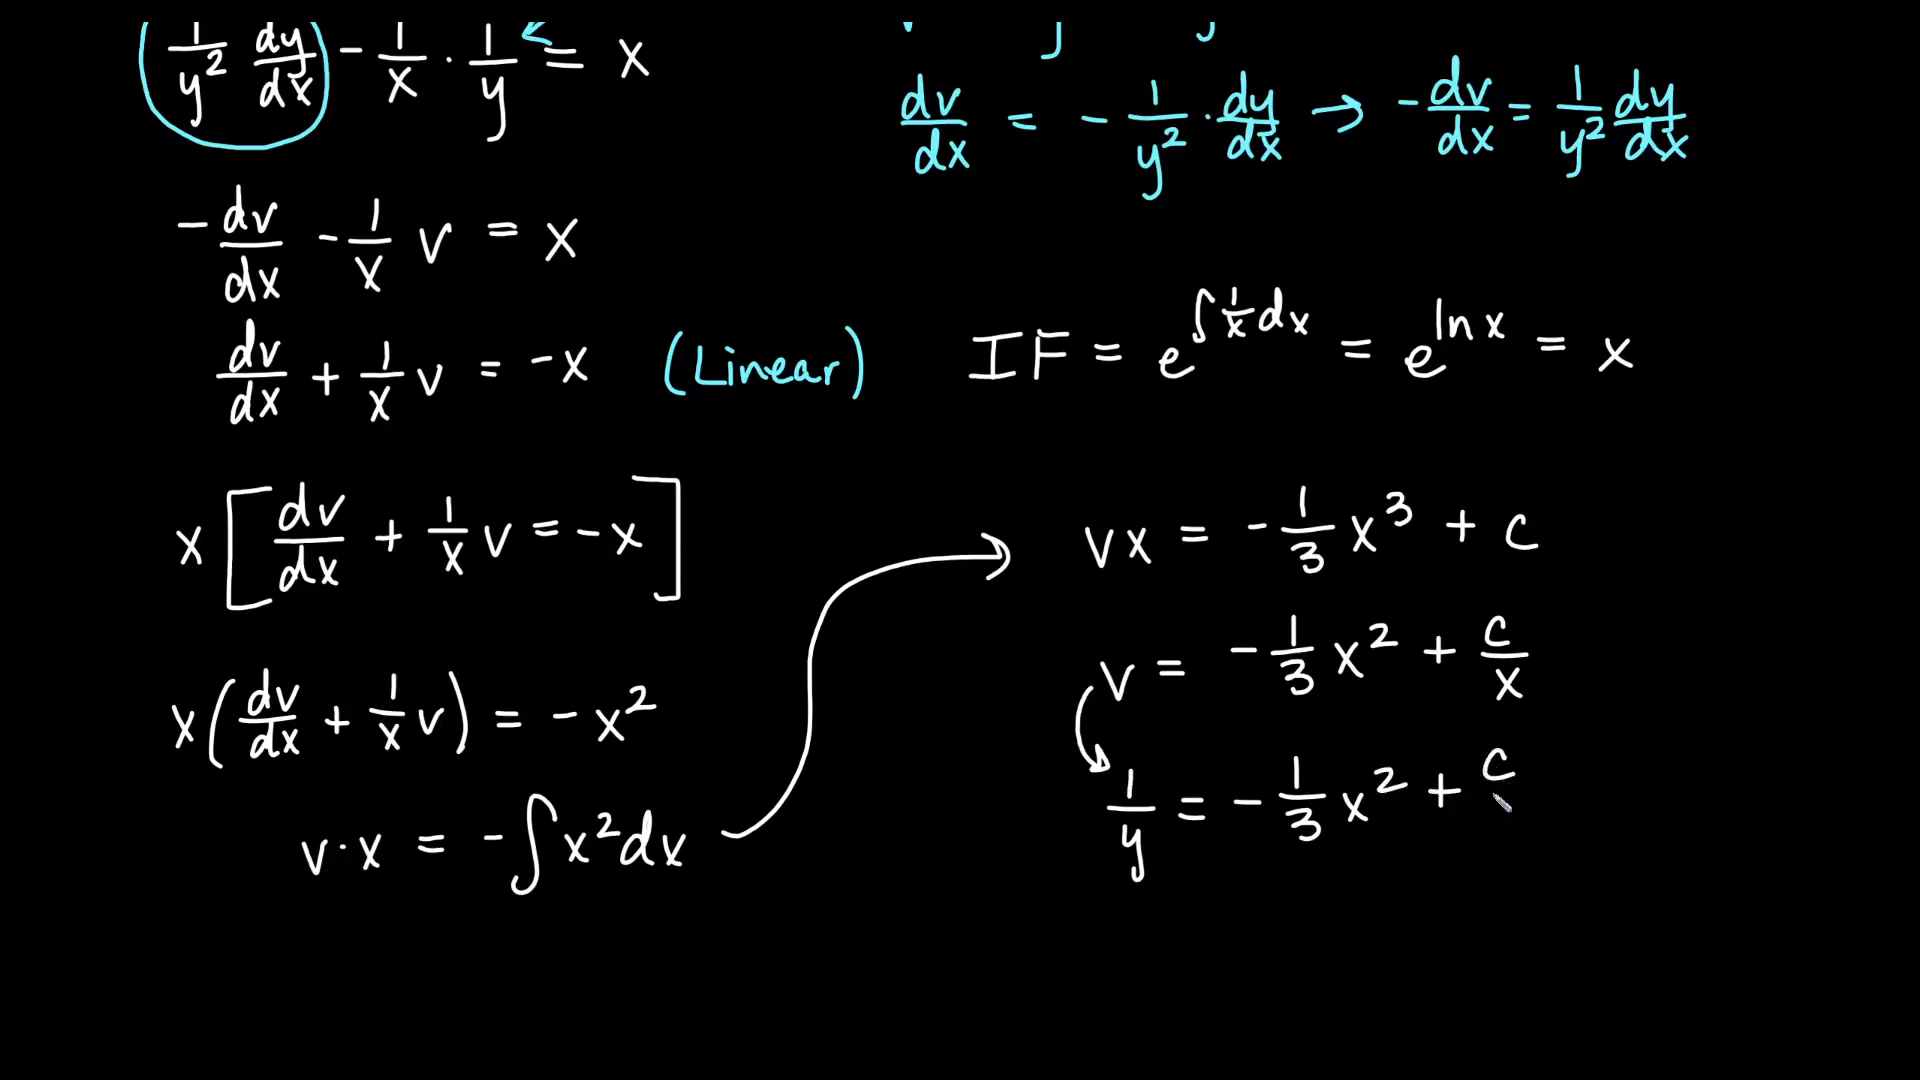 1/y² dy/dx - 1/x · 1/y = x
dv/dx = - 1/y² · dy/dx → - dv/dx = 1/y² dy/dx
- dv/dx - 1/x v = x
dv/dx + 1/x v = -x (Linear)
IF = e^∫ 1/x dx = e^ln x = x
x [ dv/dx + 1/x v = -x ]
x ( dv/dx + 1/x v ) = - x²
v · x = - ∫ x² dx
vx = - 1/3 x³ + c
v = - 1/3 x² + c/x
1/y = - 1/3 x² + c